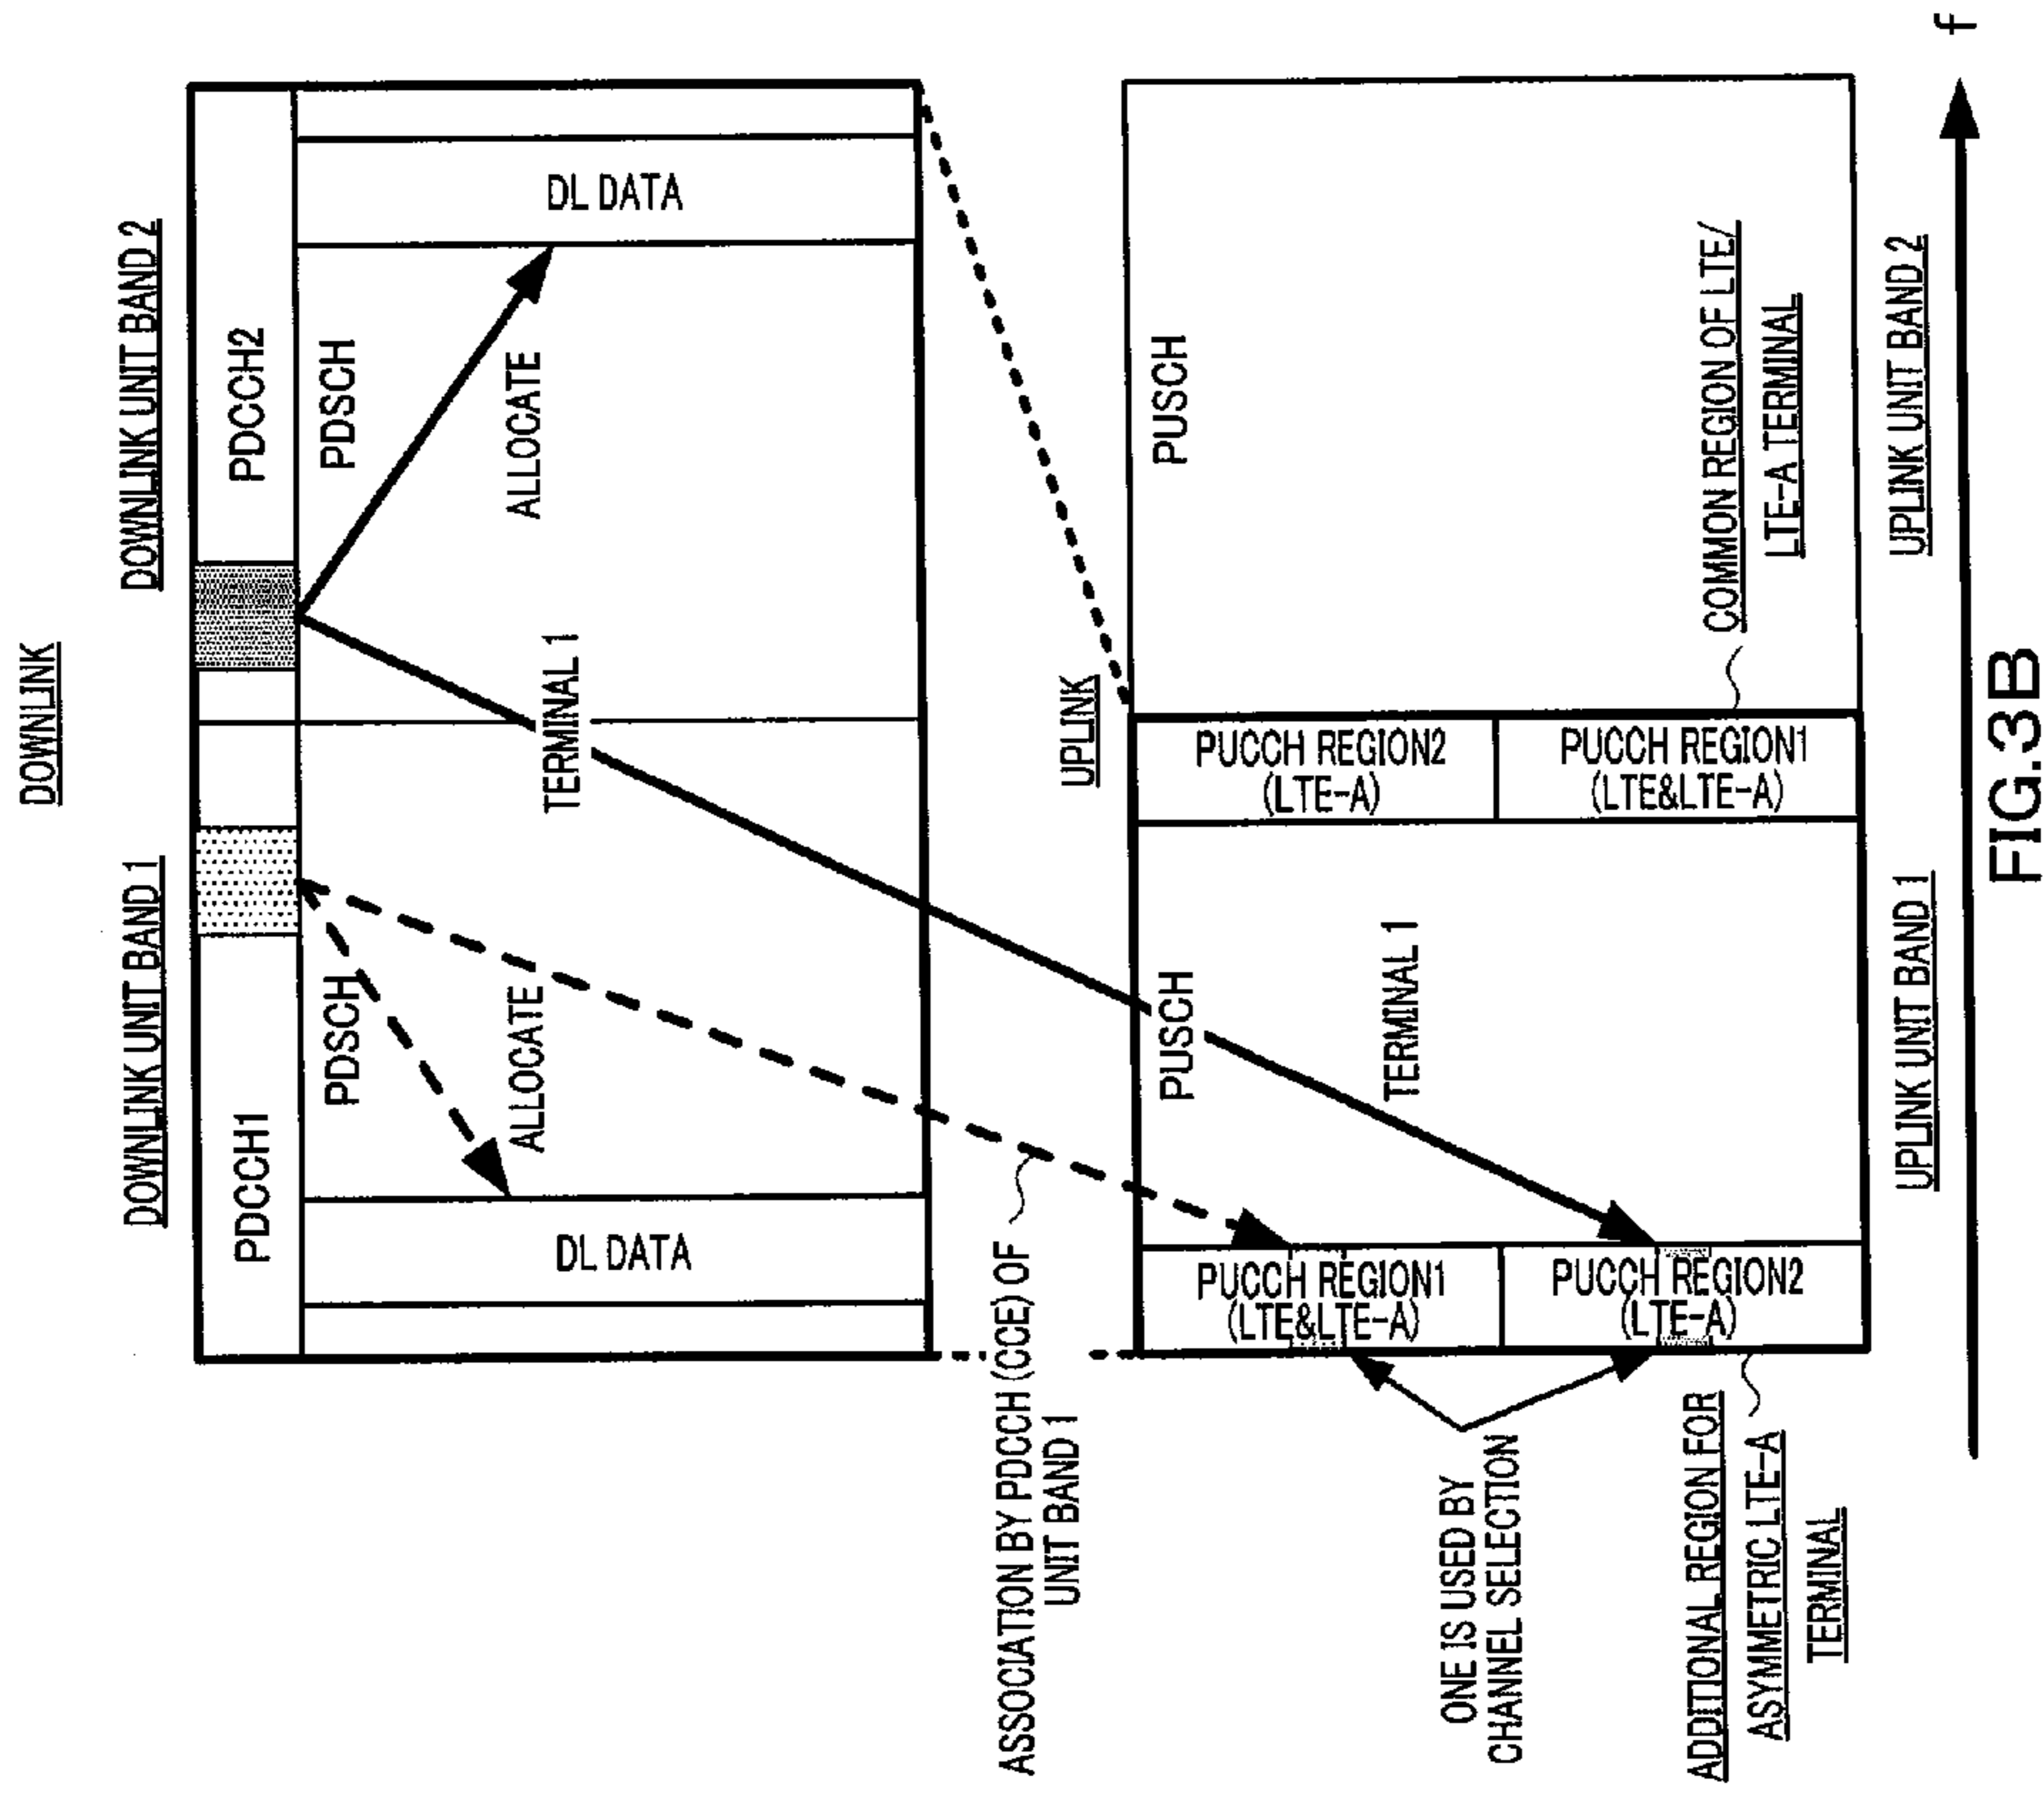 DOWNLINK
DOWNLINK UNIT BAND 1
DOWNLINK UNIT BAND 2
PDCCH1
PDCCH2
PDSCH
PDSCH
ALLOCATE
ALLOCATE
DL DATA
DL DATA
TERMINAL 1
ASSOCIATION BY PDCCH (CCE) OF
UNIT BAND 1
UPLINK
PUSCH
PUSCH
PUCCH REGION1
(LTE&LTE-A)
PUCCH REGION2
(LTE-A)
TERMINAL 1
PUCCH REGION2
(LTE-A)
PUCCH REGION1
(LTE&LTE-A)
ONE IS USED BY
CHANNEL SELECTION
ADDITIONAL REGION FOR
ASYMMETRIC LTE-A
TERMINAL
COMMON REGION OF LTE/
LTE-A TERMINAL
UPLINK UNIT BAND 1
UPLINK UNIT BAND 2
f
FIG.3B